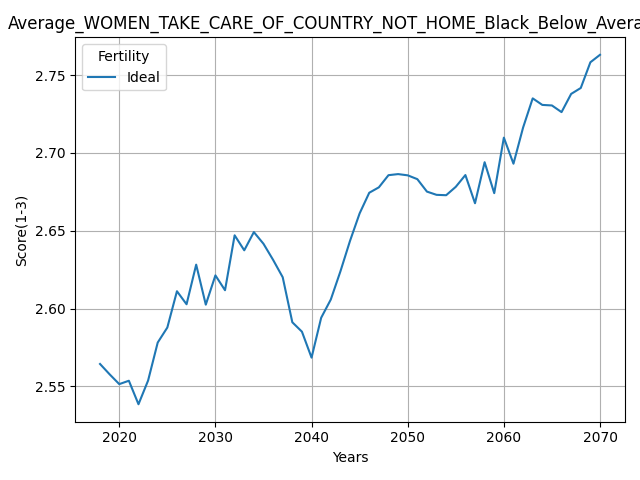 Average_WOMEN_TAKE_CARE_OF_COUNTRY_NOT_HOME_Black_Below_Avera
Fertility
Ideal
2.75
2.70
2.65
2.60
2.55
Score(1-3)
2020 2030 2040 2050 2060 2070
Years